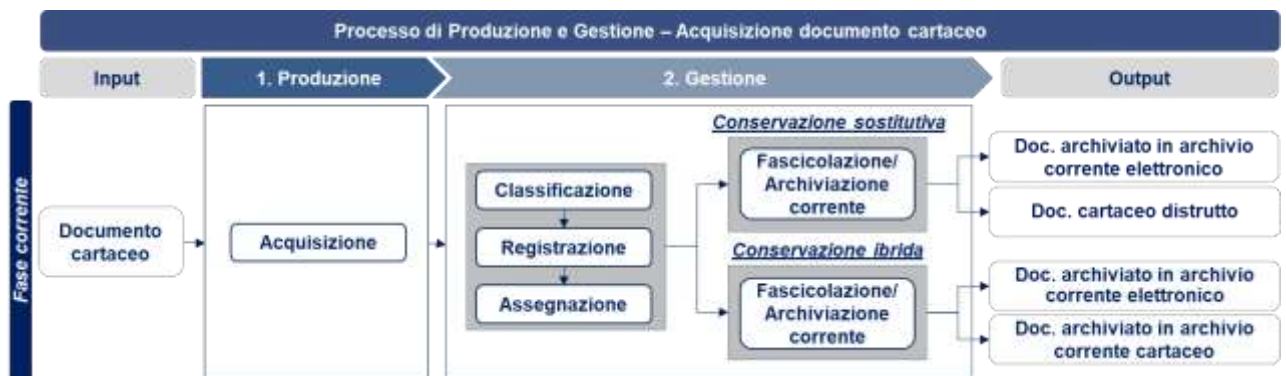 Processo di Produzione e Gestione – Acquisizione documento cartaceo
Input
1. Produzione
2. Gestione
Output
Fase corrente
Documento
cartaceo
Acquisizione
Classificazione
Registrazione
Assegnazione
Conservazione sostitutiva
Fascicolazione/
Archiviazione
corrente
Conservazione ibrida
Fascicolazione/
Archiviazione
corrente
Doc. archiviato in archivio
corrente elettronico
Doc. cartaceo distrutto
Doc. archiviato in archivio
corrente elettronico
Doc. archiviato in archivio
corrente cartaceo